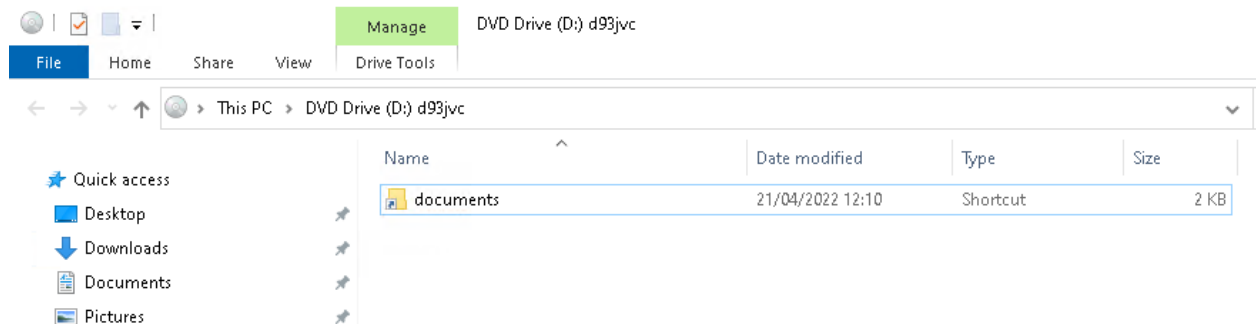 Manage DVD Drive (D:) d93jvc
File Home Share View Drive Tools
This PC > DVD Drive (D:) d93jvc
Name Date modified Type Size
Quick access
documents 21/04/2022 12:10 Shortcut 2 KB
Desktop
Downloads
Documents
Pictures